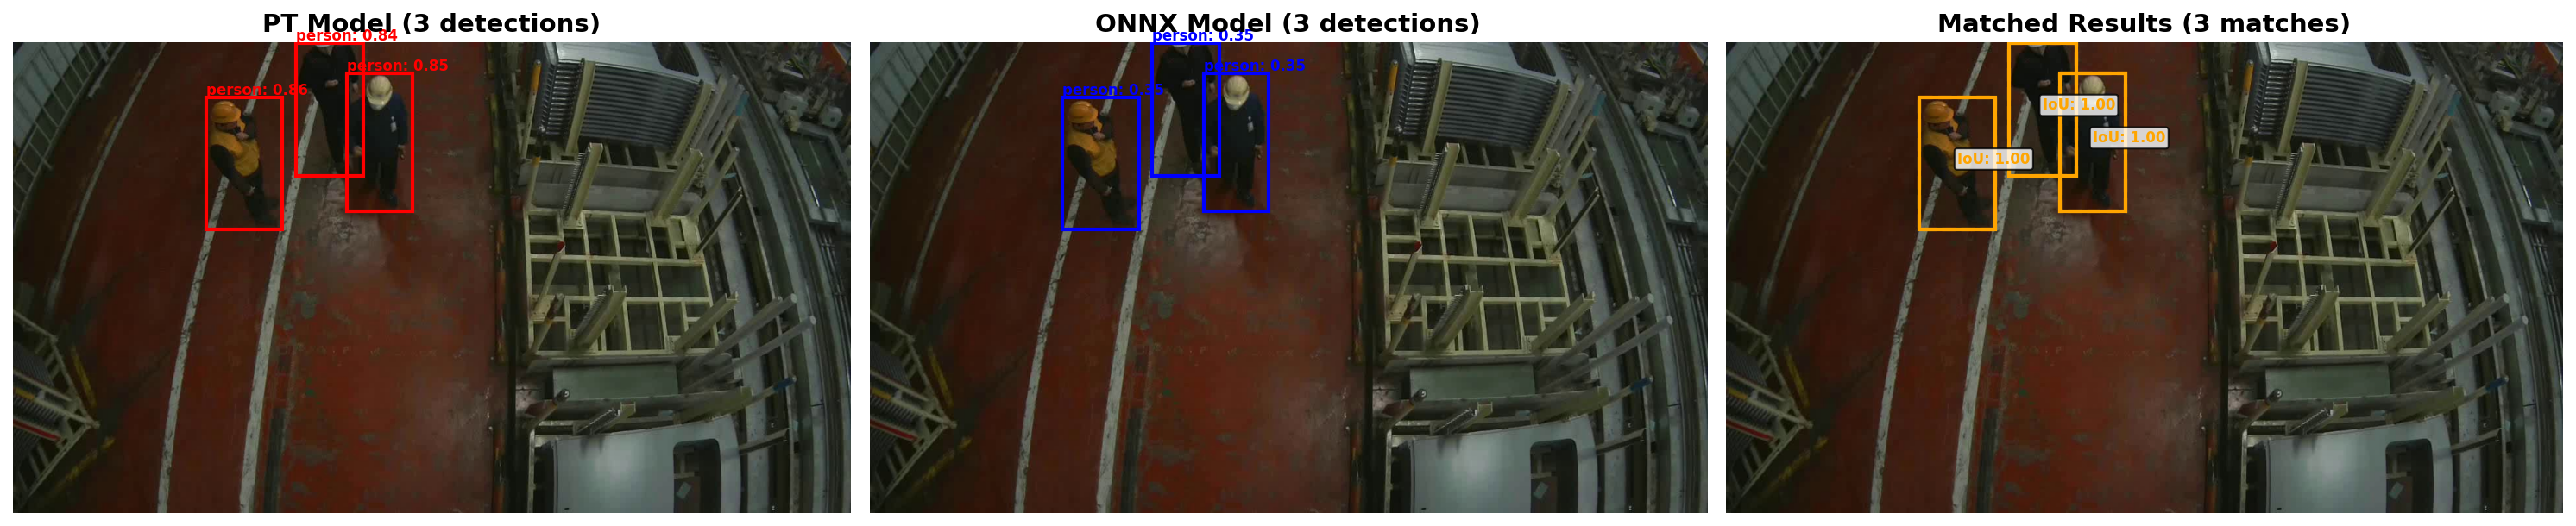 PT Model (3 detections)
person: 0.84
person: 0.85
person: 0.86
ONNX Model (3 detections)
person: 0.35
person: 0.35
person: 0.35
Matched Results (3 matches)
IoU: 1.00
IoU: 1.00
IoU: 1.00